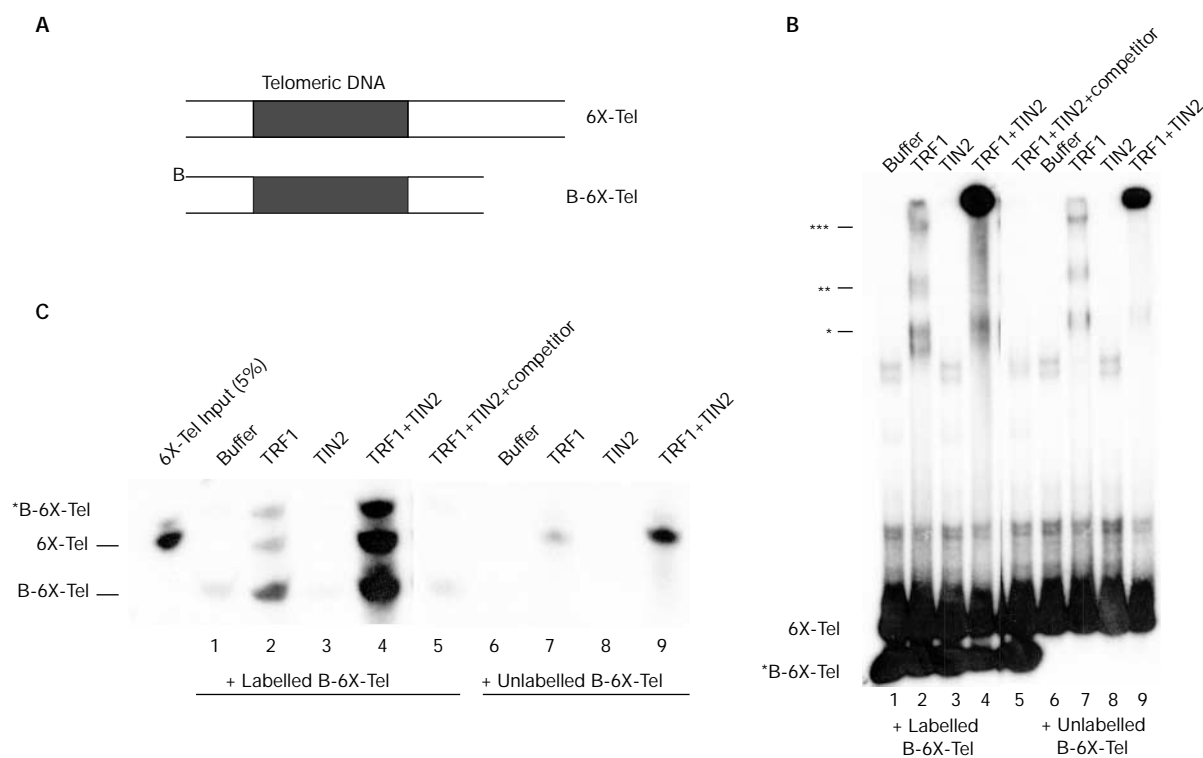 A
Telomeric DNA
6X-Tel
B
B-6X-Tel
B
Buffer
TRF1
TIN2
TRF1+TIN2
TRF1+TIN2+competitor
Buffer
TRF1
TIN2
TRF1+TIN2
***
**
*
6X-Tel
*B-6X-Tel
1 2 3 4 5 6 7 8 9
+ Labelled
B-6X-Tel
+ Unlabelled
B-6X-Tel
C
6X-Tel Input (5%)
Buffer
TRF1
TIN2
TRF1+TIN2
TRF1+TIN2+competitor
Buffer
TRF1
TIN2
TRF1+TIN2
*B-6X-Tel
6X-Tel
B-6X-Tel
1 2 3 4 5 6 7 8 9
+ Labelled B-6X-Tel
+ Unlabelled B-6X-Tel